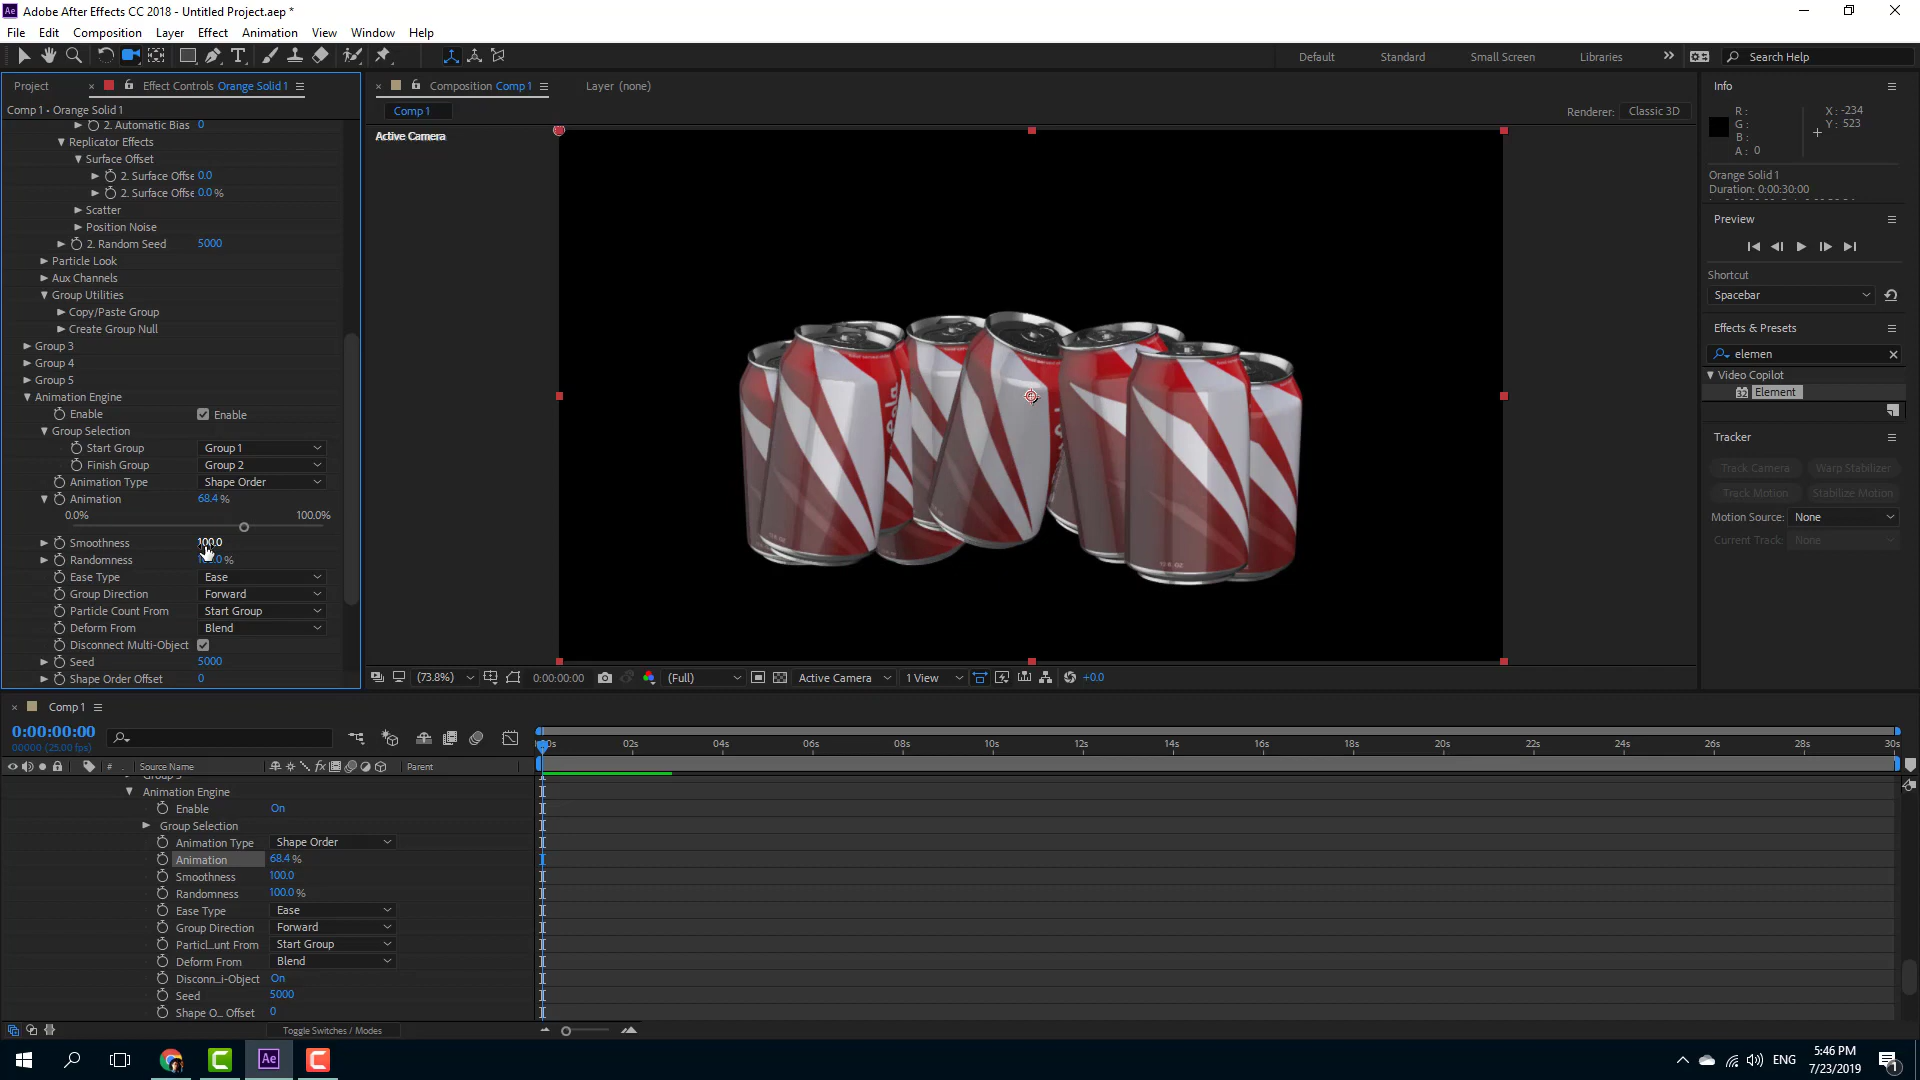 Adobe After Effects CC 2018 - Untitled Project.aep *
File Edit Composition Layer Effect Animation View Window Help
Default Standard Small Screen Libraries Search Help
Project Effect Controls Orange Solid 1
Composition Comp 1 Layer (none)
Info
Comp 1 • Orange Solid 1
Comp 1
Renderer: Classic 3D
R : X : -234
G : Y : 523
B :
A : 0
Orange Solid 1
Duration: 0:00:30:00
2. Automatic Bias 0
Replicator Effects
Surface Offset
2. Surface Offse 0.0
2. Surface Offse 0.0 %
Scatter
Position Noise
2. Random Seed 5000
Particle Look
Aux Channels
Group Utilities
Copy/Paste Group
Create Group Null
Group 3
Group 4
Group 5
Animation Engine
Enable Enable
Group Selection
Start Group Group 1
Finish Group Group 2
Animation Type Shape Order
Animation 68.4 %
0.0% 100.0%
Smoothness 100.0
Randomness %
Ease Type Ease
Group Direction Forward
Particle Count From Start Group
Deform From Blend
Disconnect Multi-Object
Seed 5000
Shape Order Offset 0
Active Camera
(73.8%) 0:00:00:00 (Full) Active Camera 1 View +0.0
Preview
Shortcut
Spacebar
Effects & Presets
elemen
Video Copilot
32 Element
Tracker
Track Camera Warp Stabilizer
Track Motion Stabilize Motion
Motion Source: None
Current Track: None
Comp 1
0:00:00:00
00000 (25.00 fps)
# Source Name Parent
02s 04s 06s 08s 10s 12s 14s 16s 18s 20s 22s 24s 26s 28s 30s
Animation Engine
Enable On
Group Selection
Animation Type Shape Order
Animation 68.4 %
Smoothness 100.0
Randomness 100.0 %
Ease Type Ease
Group Direction Forward
Particl...unt From Start Group
Deform From Blend
Disconn...i-Object On
Seed 5000
Shape O... Offset 0
Toggle Switches / Modes
Ae
ENG
5:46 PM
7/23/2019
1